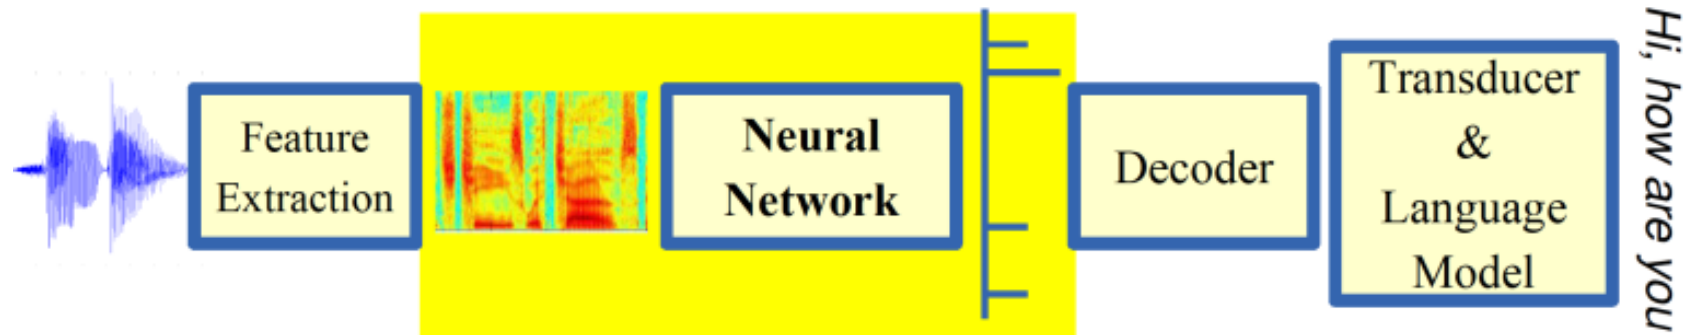 Feature
Extraction
Neural
Network
Decoder
Transducer
&
Language
Model
Hi, how are you